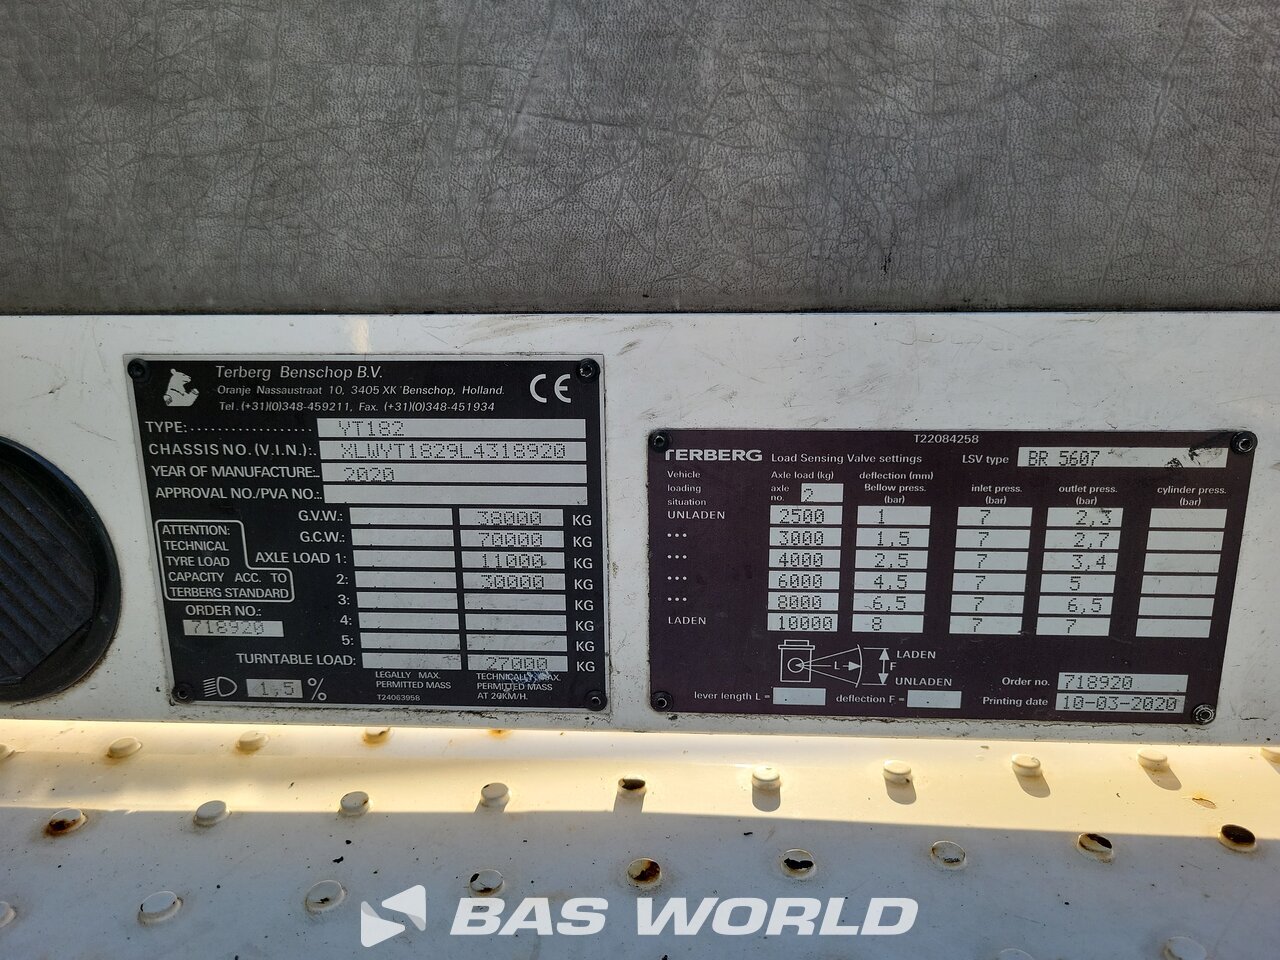 Terberg Benschop B.V.
Oranje Nassaustraat 10, 3405 XK Benschop, Holland.
Tel. (+31)(0)348-459211, Fax. (+31)(0)348-451934
CE
TYPE:................. YT182
CHASSIS NO. (V.I.N.):. XLWYT1829L4318920
YEAR OF MANUFACTURE:. 2020
APPROVAL NO./PVA NO.:.
G.V.W.: 38000 KG
G.C.W.: 70000 KG
ATTENTION:
TECHNICAL
TYRE LOAD
CAPACITY ACC. TO
TERBERG STANDARD
AXLE LOAD 1: 11000 KG
2: 30000 KG
3: KG
4: KG
5: KG
ORDER NO.:
718920
TURNTABLE LOAD: 27000 KG
1,5 %
LEGALLY MAX.
PERMITTED MASS
TECHNICALLY MAX.
PERMITTED MASS
AT 20KM/H.
T24063958
T22084258
TERBERG Load Sensing Valve settings LSV type BR 5607
Vehicle
loading
situation
Axle load (kg)
axle
no. 2
deflection (mm)
Bellow press.
(bar)
inlet press.
(bar)
outlet press.
(bar)
cylinder press.
(bar)
UNLADEN 2500 1 7 2,3
... 3000 1,5 7 2,7
... 4000 2,5 7 3,4
... 6000 4,5 7 5
... 8000 6,5 7 6,5
LADEN 10000 8 7 7
L
LADEN
F
UNLADEN
lever length L = deflection F =
Order no. 718920
Printing date 10-03-2020
BAS WORLD